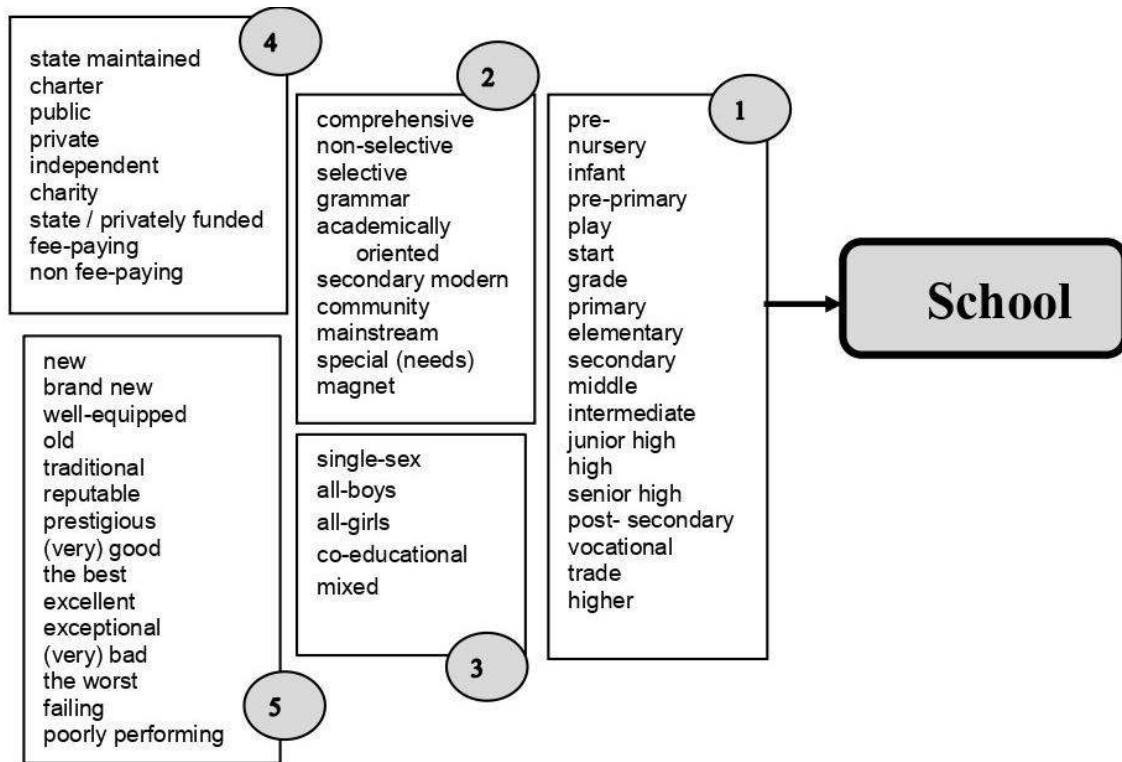 4
state maintained
charter
public
private
independent
charity
state / privately funded
fee-paying
non fee-paying
2
comprehensive
non-selective
selective
grammar
academically
oriented
secondary modern
community
mainstream
special (needs)
magnet
1
pre-
nursery
infant
pre-primary
play
start
grade
primary
elementary
secondary
middle
intermediate
junior high
high
senior high
post- secondary
vocational
trade
higher
School
new
brand new
well-equipped
old
traditional
reputable
prestigious
(very) good
the best
excellent
exceptional
(very) bad
the worst
failing
poorly performing
5
single-sex
all-boys
all-girls
co-educational
mixed
3